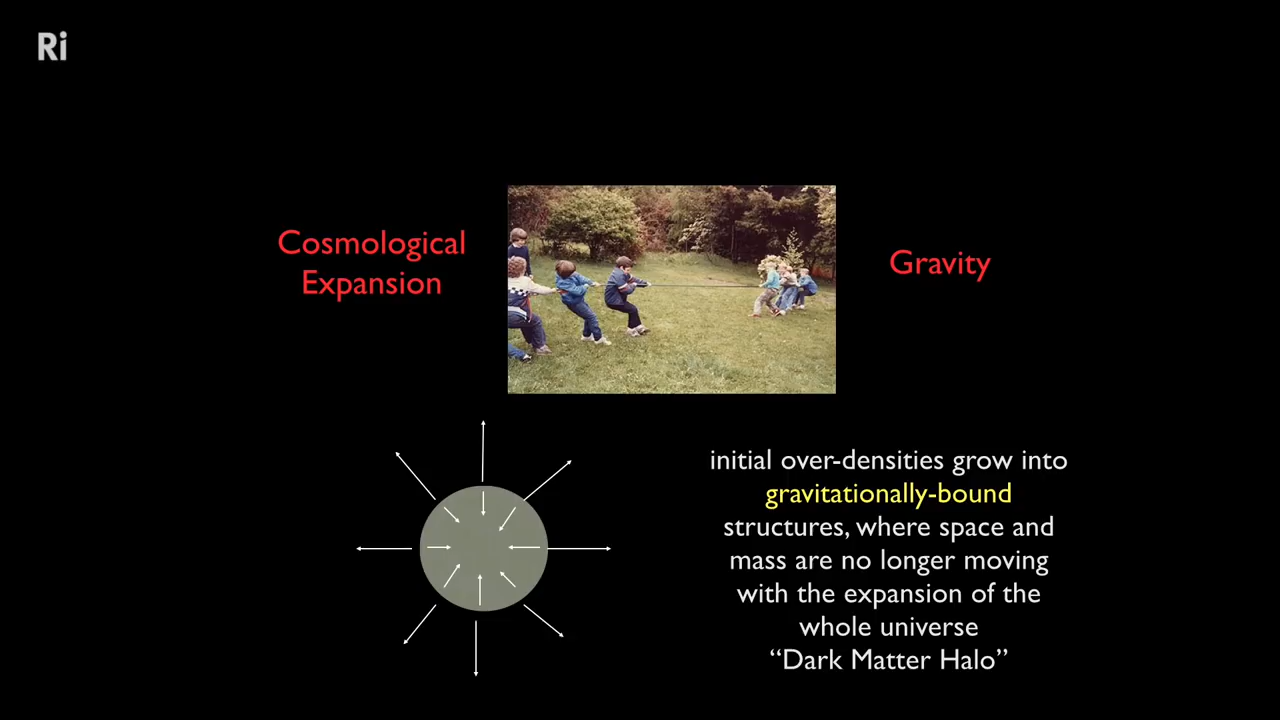 Ri
Cosmological
Expansion
Gravity
initial over-densities grow into
gravitationally-bound
structures, where space and
mass are no longer moving
with the expansion of the
whole universe
“Dark Matter Halo”